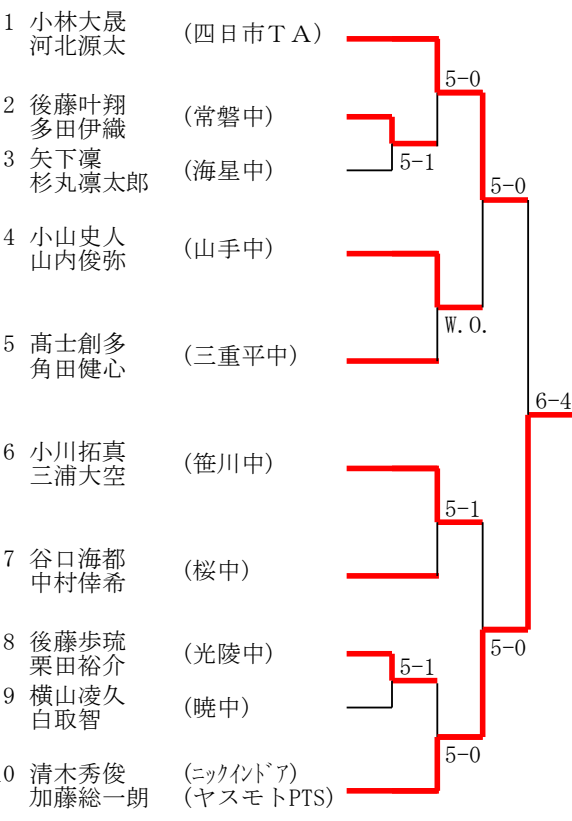 1 小林大晟 (四日市ＴＡ)
河北源太
5-0
2 後藤叶翔 (常磐中)
多田伊織
5-1
3 矢下凜 (海星中)
杉丸凛太郎
5-0
4 小山史人 (山手中)
山内俊弥
W.O.
5 髙士創多 (三重平中)
角田健心
6-4
6 小川拓真 (笹川中)
三浦大空
5-1
7 谷口海都 (桜中)
中村倖希
8 後藤歩琉 (光陵中)
栗田裕介
5-0
5-1
9 横山凌久 (暁中)
白取智
5-0
0 清木秀俊 (ﾆｯｸｲﾝﾄﾞｱ)
加藤総一朗 (ヤスモトPTS)